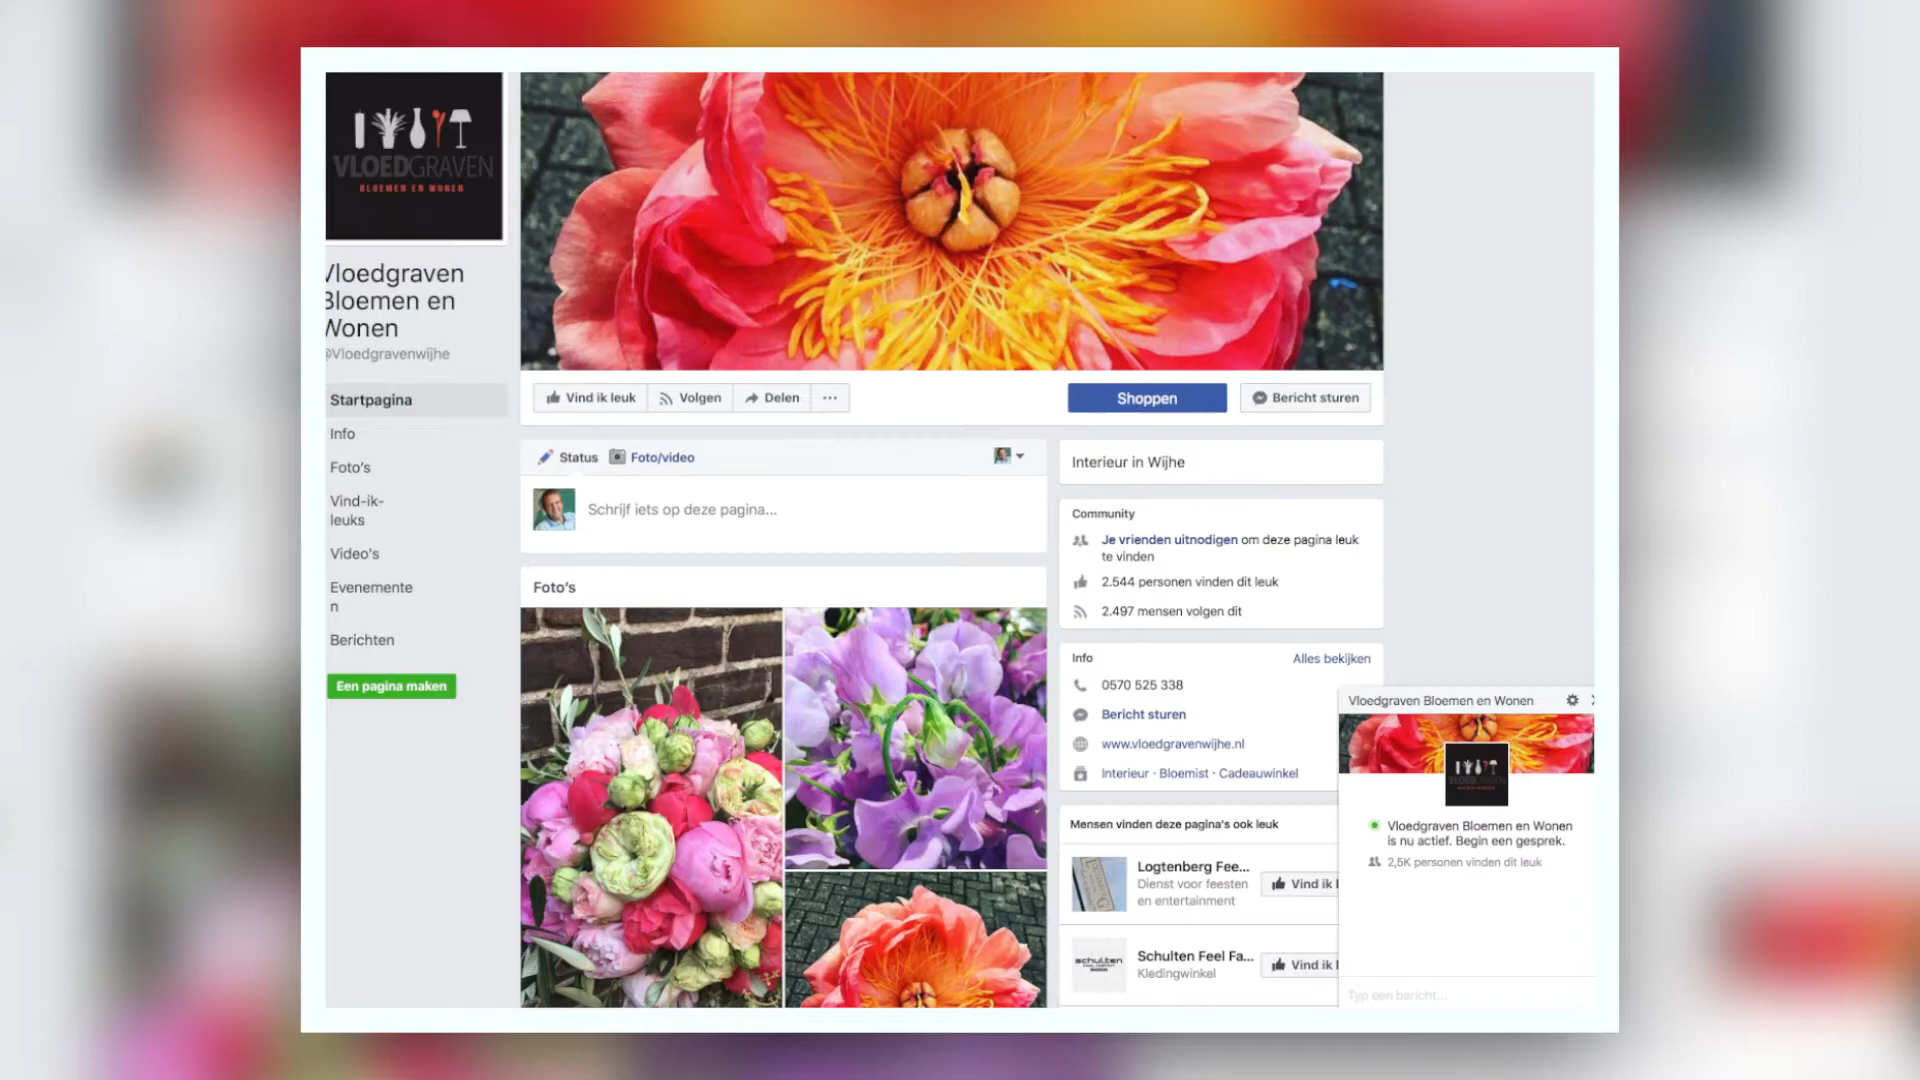 VLOEDGRAVEN
BLOEMEN EN WONEN
Vloedgraven
Bloemen en
Wonen
@Vloedgravenwijhe
Startpagina
Info
Foto's
Vind-ik-
leuks
Video's
Evenemente
n
Berichten
Een pagina maken
Vind ik leuk
Volgen
Delen
Shoppen
Bericht sturen
Status
Foto/video
Schrijf iets op deze pagina...
Foto's
Interieur in Wijhe
Community
Je vrienden uitnodigen om deze pagina leuk
te vinden
2.544 personen vinden dit leuk
2.497 mensen volgen dit
Info Alles bekijken
0570 525 338
Bericht sturen
www.vloedgravenwijhe.nl
Interieur · Bloemist · Cadeauwinkel
Mensen vinden deze pagina's ook leuk
Logtenberg Fee...
Dienst voor feesten
en entertainment
Vind ik l
schulten
Schulten Feel Fa...
Kledingwinkel
Vind ik l
Vloedgraven Bloemen en Wonen
Vloedgraven Bloemen en Wonen
is nu actief. Begin een gesprek.
2,5K personen vinden dit leuk
Typ een bericht...